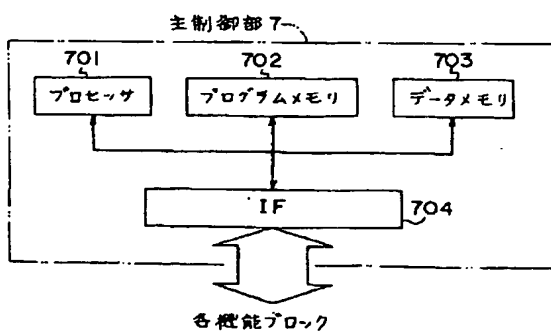 主制御部 7
701 702 703
プロセッサ プログラムメモリ データメモリ
IF
704
各機能ブロック